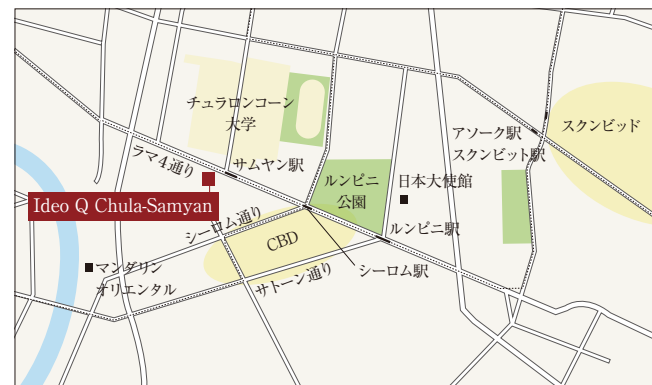 チュラロンコーン
大学
スクンビッド
アソーク駅
スクンビット駅
ラマ4通り
サムヤン駅
ルンピニ
公園
日本大使館
Ideo Q Chula-Samyan
シーロム通り
ルンピニ駅
CBD
マンダリン
オリエンタル
シーロム駅
サトーン通り